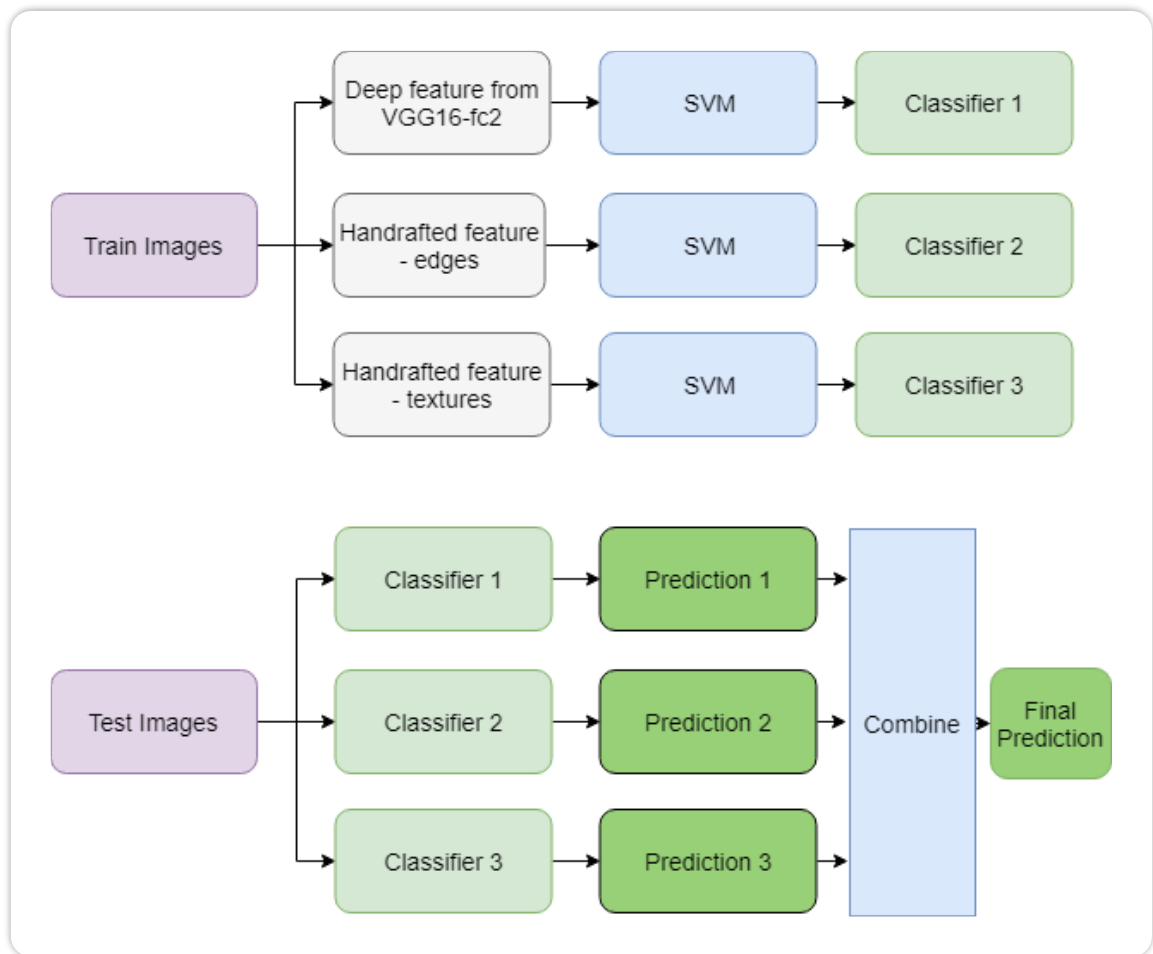 Deep feature from
VGG16-fc2
SVM
Classifier 1
Train Images
Handrafted feature
- edges
SVM
Classifier 2
Handrafted feature
- textures
SVM
Classifier 3
Classifier 1
Prediction 1
Test Images
Classifier 2
Prediction 2
Combine
Final
Prediction
Classifier 3
Prediction 3